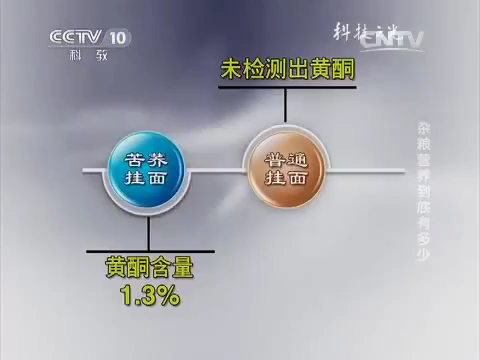 CCTV 10
科教
科技之光
CNTV
未检测出黄酮
苦荞
挂面
普通
挂面
黄酮含量
1.3%
杂粮营养到底有多少